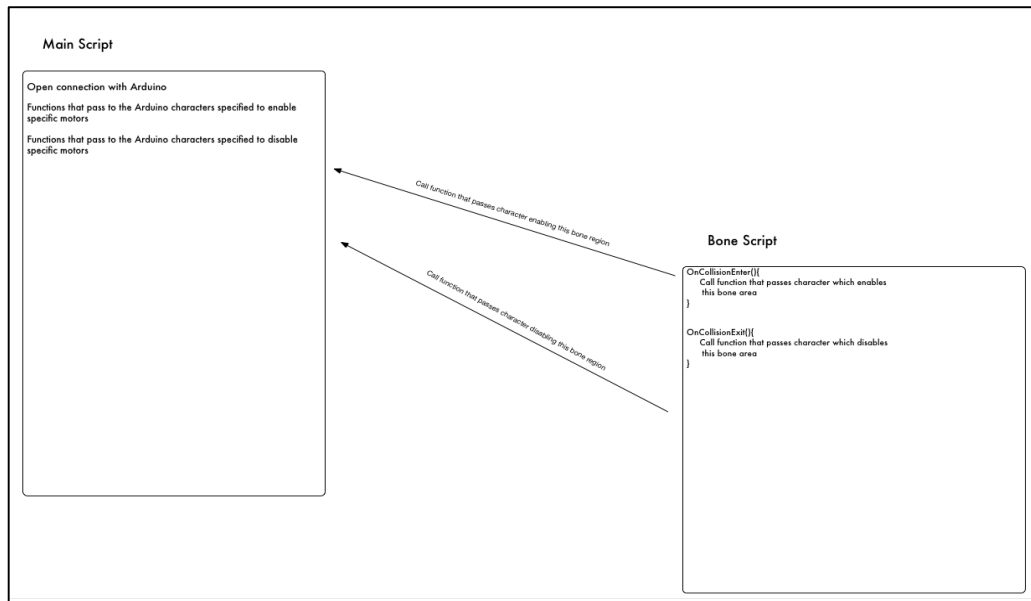 Main Script
Open connection with Arduino
Functions that pass to the Arduino characters specified to enable
specific motors
Functions that pass to the Arduino characters specified to disable
specific motors
Call function that passes character enabling this bone region
Call function that passes character disabling this bone region
Bone Script
OnCollisionEnter(){
Call function that passes character which enables
this bone area
}
OnCollisionExit(){
Call function that passes character which disables
this bone area
}